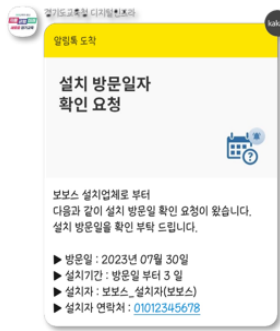 경기도교육청 디지털인프라
kak
알림톡 도착
설치 방문일자
확인 요청
보보스 설치업체로 부터
다음과 같이 설치 방문일 확인 요청이 왔습니다.
설치 방문일을 확인 부탁 드립니다.
▶ 방문일 : 2023년 07월 30일
▶ 설치기간 : 방문일 부터 3 일
▶ 설치자 : 보보스_설치자(보보스)
▶ 설치자 연락처 : 01012345678